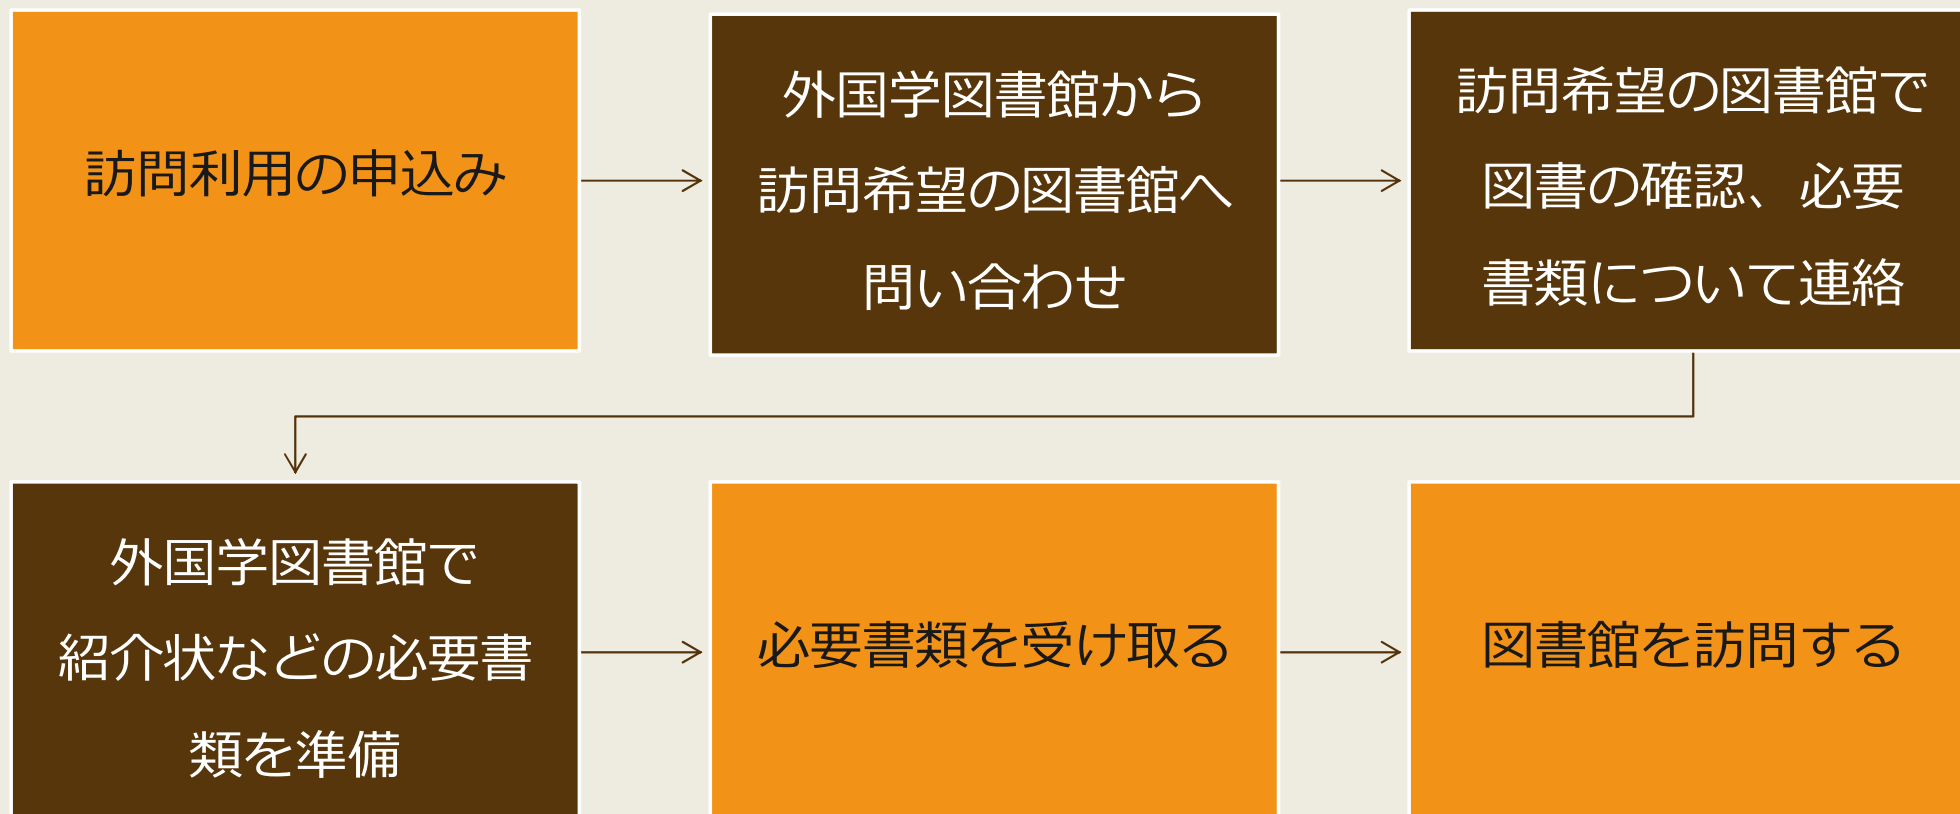 訪問利用の申込み
外国学図書館から
訪問希望の図書館へ
問い合わせ
訪問希望の図書館で
図書の確認、必要
書類について連絡
外国学図書館で
紹介状などの必要書
類を準備
必要書類を受け取る
図書館を訪問する